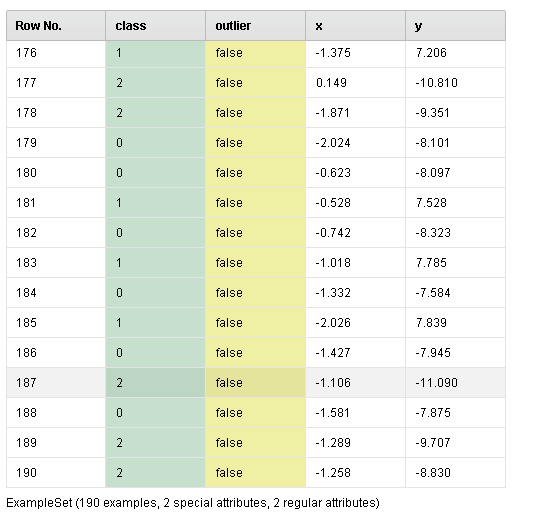 Row No. class outlier x y
176 1 false -1.375 7.206
177 2 false 0.149 -10.810
178 2 false -1.871 -9.351
179 0 false -2.024 -8.101
180 0 false -0.623 -8.097
181 1 false -0.528 7.528
182 0 false -0.742 -8.323
183 1 false -1.018 7.785
184 0 false -1.332 -7.584
185 1 false -2.026 7.839
186 0 false -1.427 -7.945
187 2 false -1.106 -11.090
188 0 false -1.581 -7.875
189 2 false -1.289 -9.707
190 2 false -1.258 -8.830
ExampleSet (190 examples, 2 special attributes, 2 regular attributes)